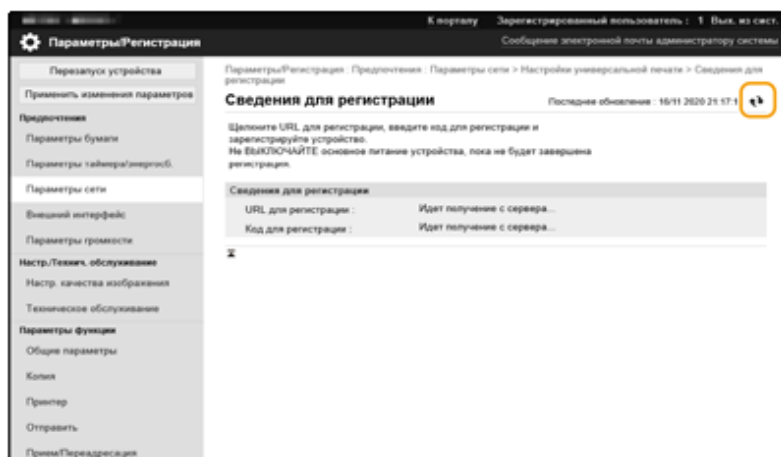 К порталу Зарегистрированный пользователь : 1 Вых. из сист.
Параметры/Регистрация
Сообщение электронной почты администратору системы
Перезапуск устройства
Применить изменения параметров
Предпочтения
Параметры бумаги
Параметры таймера/энергосб.
Параметры сети
Внешний интерфейс
Параметры громкости
Настр./Технич. обслуживание
Настр. качества изображения
Техническое обслуживание
Параметры функции
Общие параметры
Копия
Принтер
Отправить
Прием/Переадресация
Параметры/Регистрация : Предпочтения : Параметры сети > Настройки универсальной печати > Сведения для
регистрации
Сведения для регистрации
Последнее обновление : 16/11 2020 21:17:1
Щелкните URL для регистрации, введите код для регистрации и
зарегистрируйте устройство.
Не ВЫКЛЮЧАЙТЕ основное питание устройства, пока не будет завершена
регистрация.
Сведения для регистрации
URL для регистрации : Идет получение с сервера...
Код для регистрации : Идет получение с сервера...